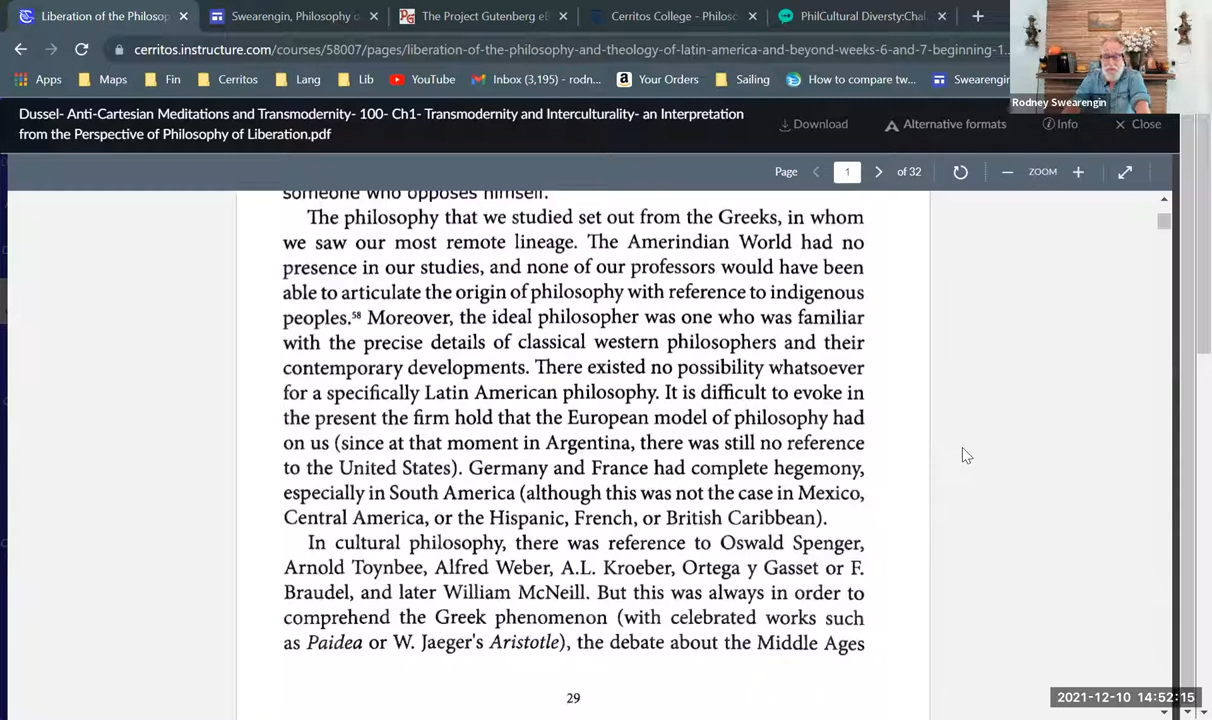 Liberation of the Philosop
Swearengin, Philosophy o
The Project Gutenberg eB
Cerritos College - Philosc
PhilCultural Diversty:Chal
cerritos.instructure.com/courses/58007/pages/liberation-of-the-philosophy-and-theology-of-latin-america-and-beyond-weeks-6-and-7-beginning-1...
Apps Maps Fin Cerritos Lang Lib YouTube Inbox (3,195) - rodn... Your Orders Sailing How to compare tw... Swearengin
Rodney Swearengin
Dussel- Anti-Cartesian Meditations and Transmodernity- 100- Ch1- Transmodernity and Interculturality- an Interpretation
from the Perspective of Philosophy of Liberation.pdf
Download Alternative formats Info Close
Page 1 of 32 ZOOM
someone who opposes himself.
The philosophy that we studied set out from the Greeks, in whom
we saw our most remote lineage. The Amerindian World had no
presence in our studies, and none of our professors would have been
able to articulate the origin of philosophy with reference to indigenous
peoples.58 Moreover, the ideal philosopher was one who was familiar
with the precise details of classical western philosophers and their
contemporary developments. There existed no possibility whatsoever
for a specifically Latin American philosophy. It is difficult to evoke in
the present the firm hold that the European model of philosophy had
on us (since at that moment in Argentina, there was still no reference
to the United States). Germany and France had complete hegemony,
especially in South America (although this was not the case in Mexico,
Central America, or the Hispanic, French, or British Caribbean).
In cultural philosophy, there was reference to Oswald Spenger,
Arnold Toynbee, Alfred Weber, A.L. Kroeber, Ortega y Gasset or F.
Braudel, and later William McNeill. But this was always in order to
comprehend the Greek phenomenon (with celebrated works such
as Paidea or W. Jaeger's Aristotle), the debate about the Middle Ages
29
2021-12-10 14:52:15